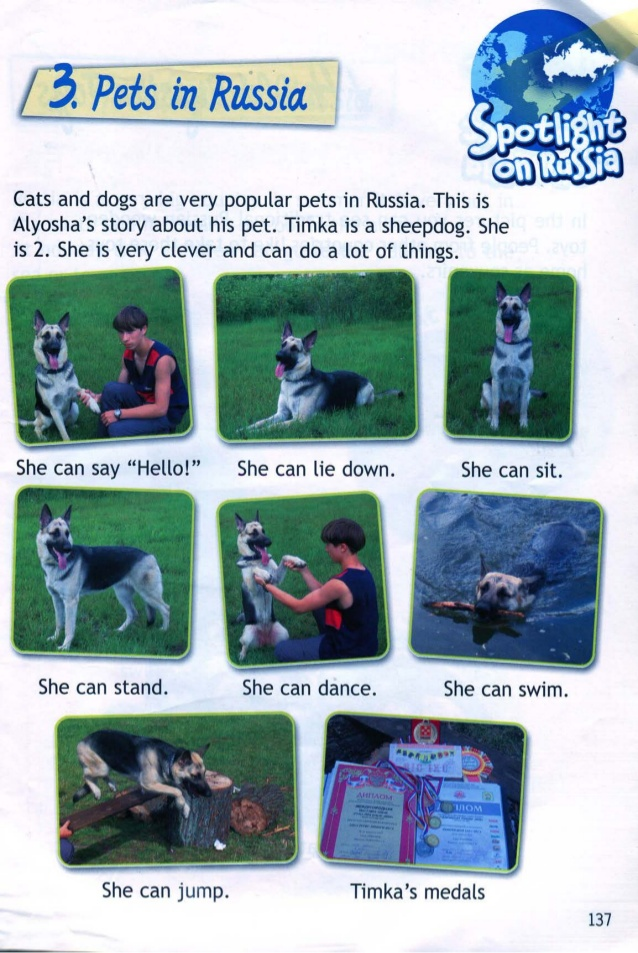 3. Pets in Russia
Spotlight
on Russia
Cats and dogs are very popular pets in Russia. This is
Alyosha's story about his pet. Timka is a sheepdog. She
is 2. She is very clever and can do a lot of things.
She can say “Hello!”
She can lie down.
She can sit.
She can stand.
She can dance.
She can swim.
ДИПЛОМ
ДИПЛОМ
She can jump.
Timka's medals
137